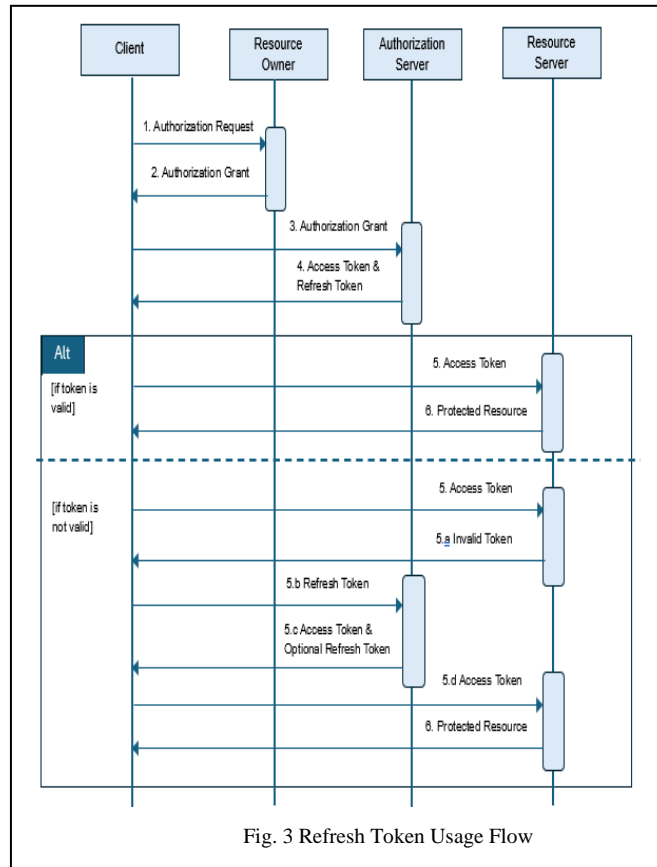 Client
Resource
Owner
Authorization
Server
Resource
Server
1. Authorization Request
2. Authorization Grant
3. Authorization Grant
4. Access Token &
Refresh Token
Alt
[if token is
valid]
5. Access Token
6. Protected Resource
[if token is
not valid]
5. Access Token
5.a Invalid Token
5.b Refresh Token
5.c Access Token &
Optional Refresh Token
5.d Access Token
6. Protected Resource
Fig. 3 Refresh Token Usage Flow